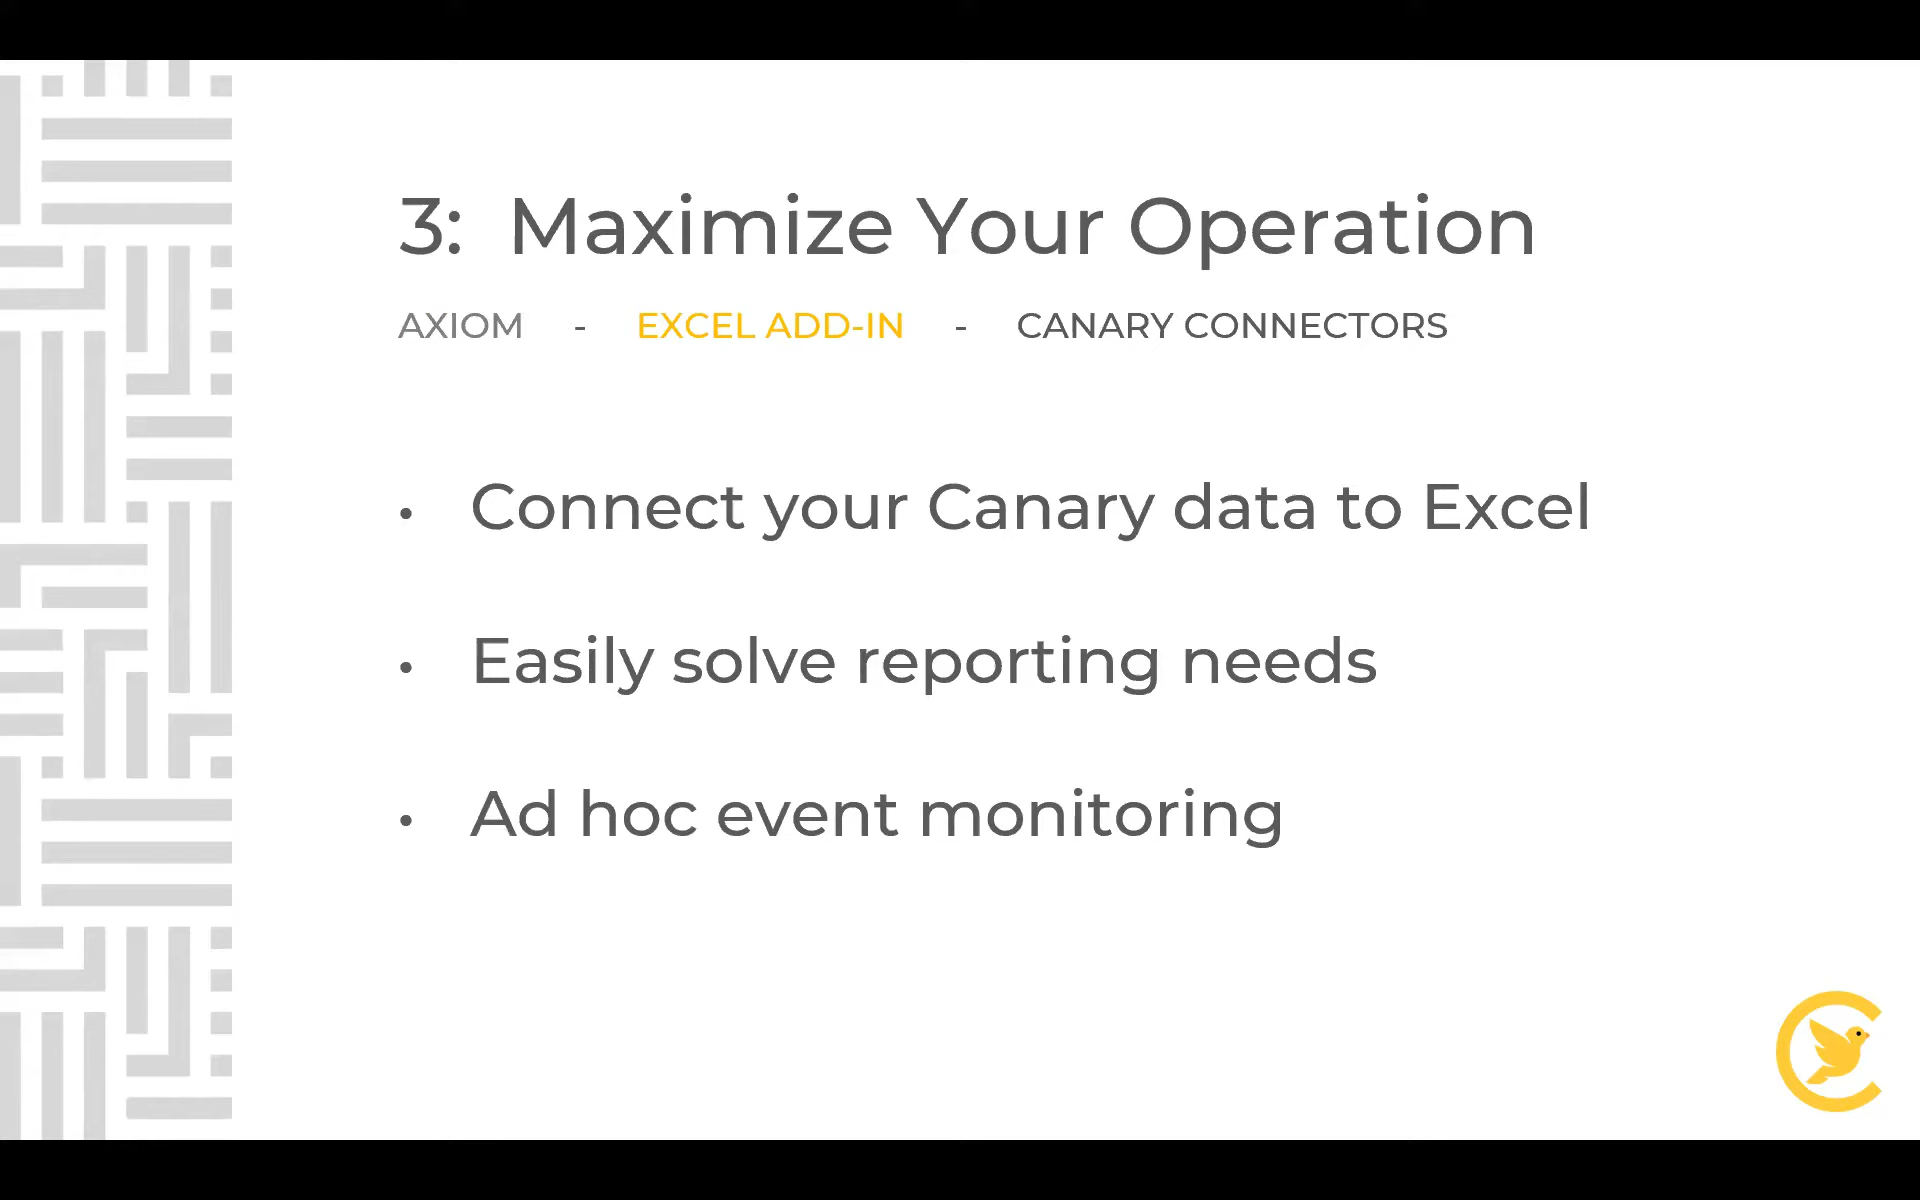 3: Maximize Your Operation
AXIOM - EXCEL ADD-IN - CANARY CONNECTORS
• Connect your Canary data to Excel
• Easily solve reporting needs
• Ad hoc event monitoring